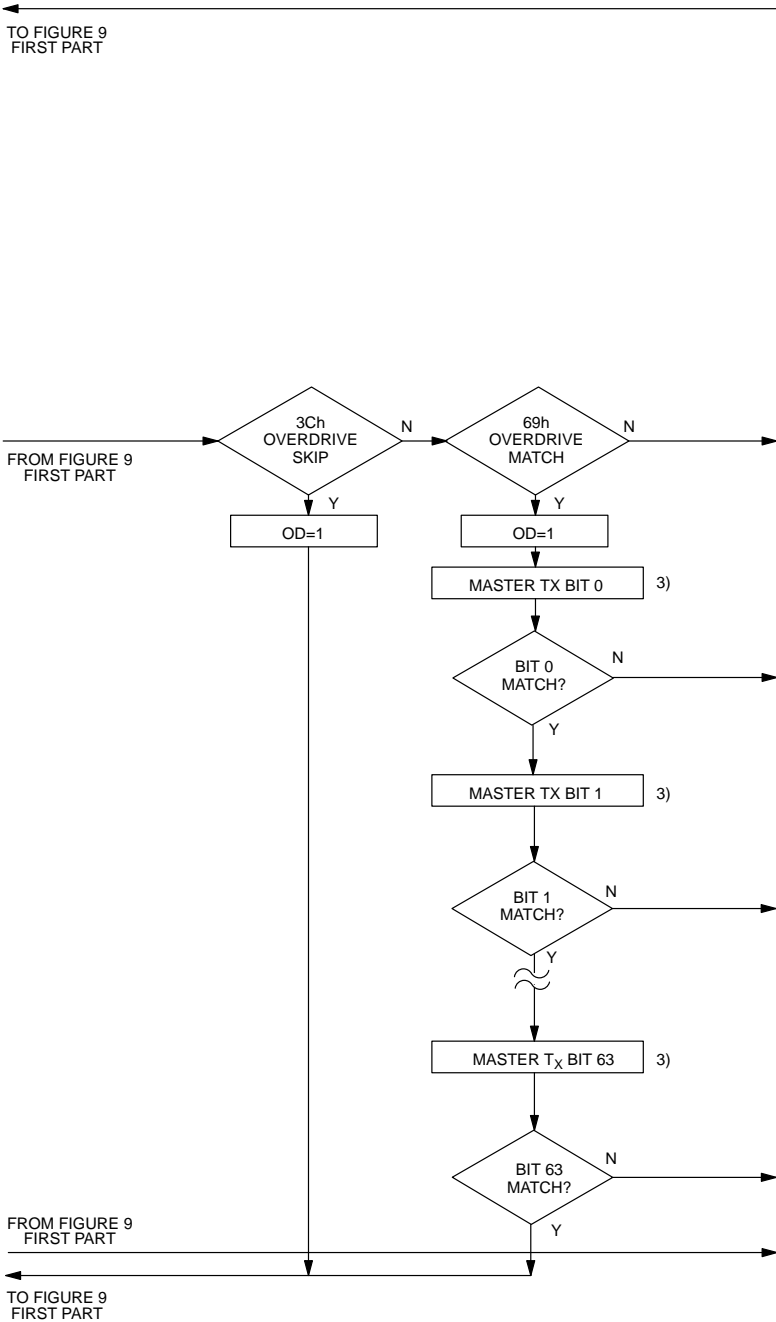 TO FIGURE 9
FIRST PART
3Ch
OVERDRIVE
SKIP
N
69h
OVERDRIVE
MATCH
N
FROM FIGURE 9
FIRST PART
Y
Y
OD=1
OD=1
MASTER TX BIT 0
3)
BIT 0
MATCH?
N
Y
MASTER TX BIT 1
3)
BIT 1
MATCH?
N
Y
MASTER TX BIT 63
3)
BIT 63
MATCH?
N
Y
FROM FIGURE 9
FIRST PART
TO FIGURE 9
FIRST PART